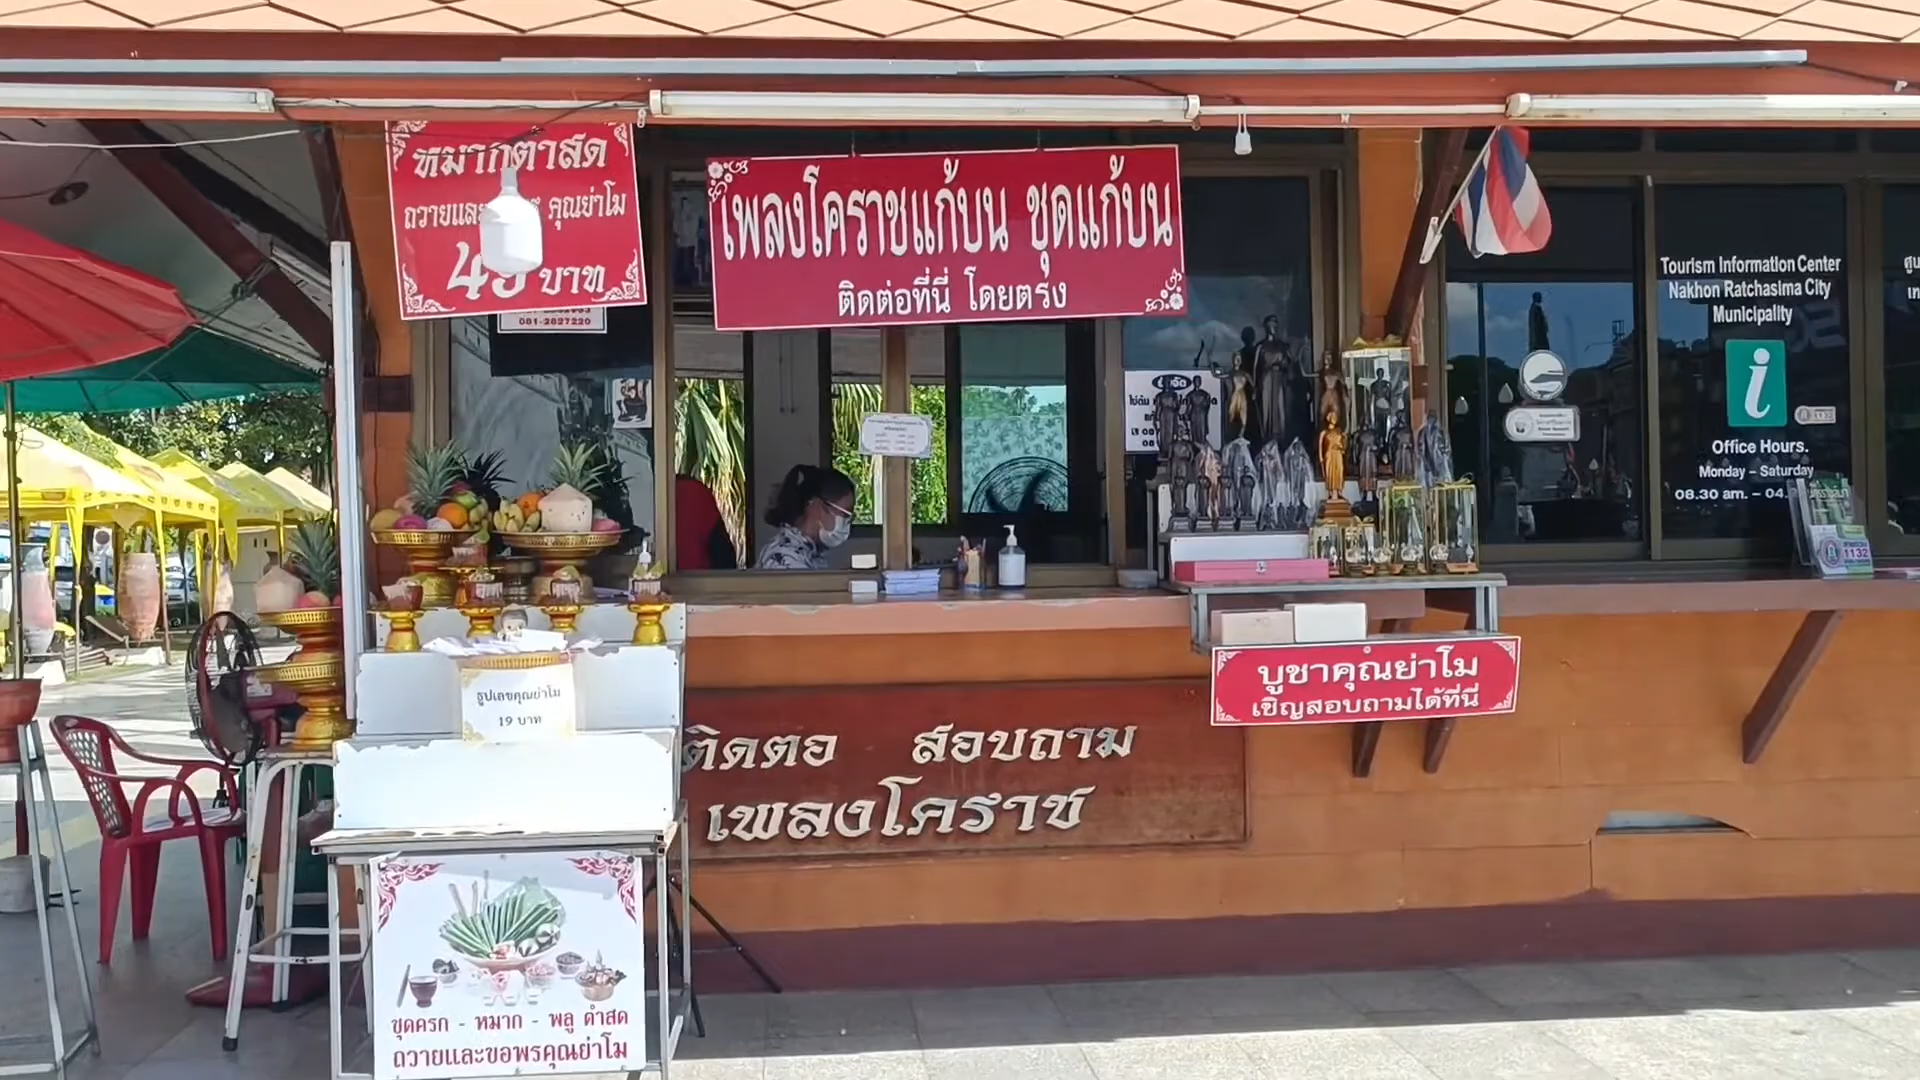 หมากตำสด
ถวายและ คุณย่าโม
49 บาท
081-2827220
เพลงโคราชแก้บน ชุดแก้บน
ติดต่อที่นี่ โดยตรง
Tourism Information Center
Nakhon Ratchasima City
Municipality
i
Office Hours.
Monday – Saturday
08.30 am. – 04.
1132
บูชาคุณย่าโม
เชิญสอบถามได้ที่นี่
ธูปเลขคุณย่าโม
19 บาท
ติดต่อ สอบถาม
เพลงโคราช
ชุดครก - หมาก - พลู ตำสด
ถวายและขอพรคุณย่าโม